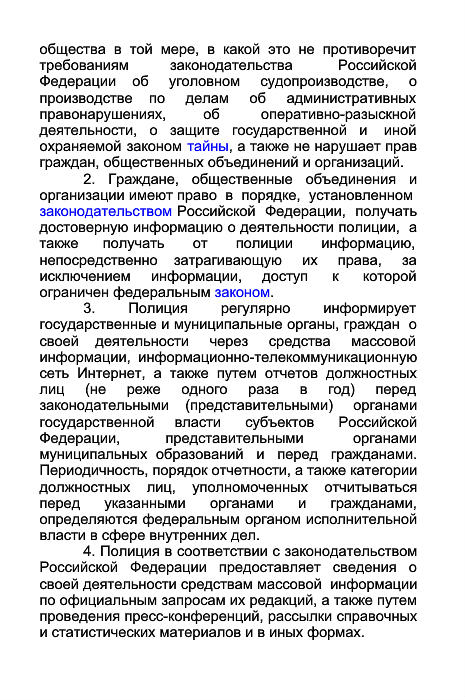 общества в той мере, в какой это не противоречит
требованиям законодательства Российской
Федерации об уголовном судопроизводстве, о
производстве по делам об административных
правонарушениях, об оперативно-разыскной
деятельности, о защите государственной и иной
охраняемой законом тайны, а также не нарушает прав
граждан, общественных объединений и организаций.
2. Граждане, общественные объединения и
организации имеют право в порядке, установленном
законодательством Российской Федерации, получать
достоверную информацию о деятельности полиции, а
также получать от полиции информацию,
непосредственно затрагивающую их права, за
исключением информации, доступ к которой
ограничен федеральным законом.
3. Полиция регулярно информирует
государственные и муниципальные органы, граждан о
своей деятельности через средства массовой
информации, информационно-телекоммуникационную
сеть Интернет, а также путем отчетов должностных
лиц (не реже одного раза в год) перед
законодательными (представительными) органами
государственной власти субъектов Российской
Федерации, представительными органами
муниципальных образований и перед гражданами.
Периодичность, порядок отчетности, а также категории
должностных лиц, уполномоченных отчитываться
перед указанными органами и гражданами,
определяются федеральным органом исполнительной
власти в сфере внутренних дел.
4. Полиция в соответствии с законодательством
Российской Федерации предоставляет сведения о
своей деятельности средствам массовой информации
по официальным запросам их редакций, а также путем
проведения пресс-конференций, рассылки справочных
и статистических материалов и в иных формах.